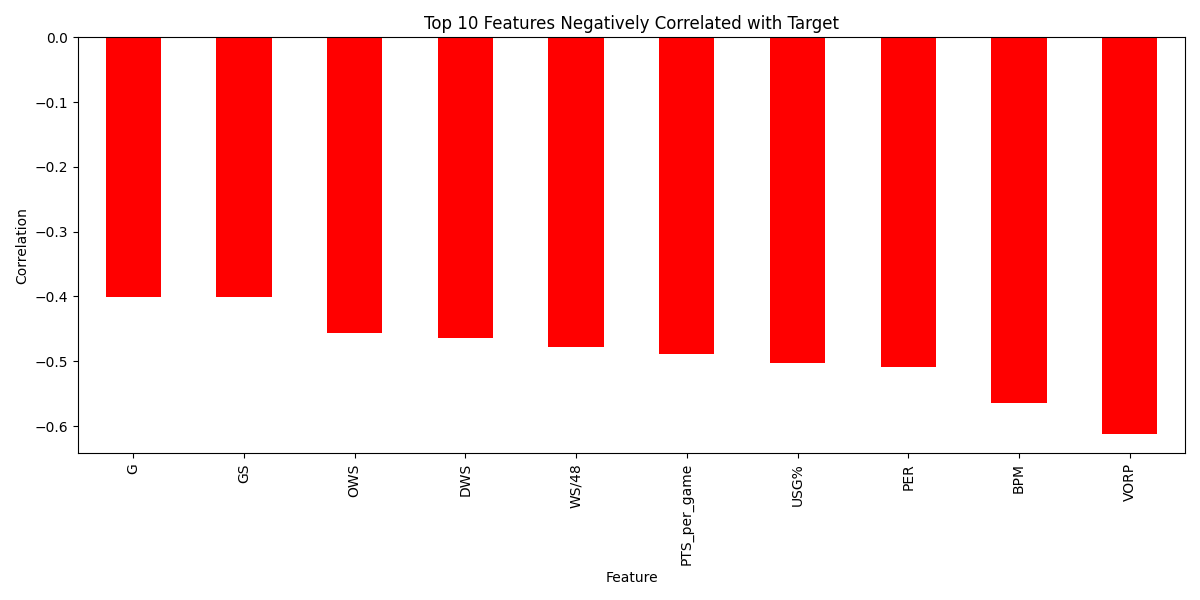 Top 10 Features Negatively Correlated with Target
0.0
−0.1
−0.2
−0.3
−0.4
−0.5
−0.6
Correlation
G
GS
OWS
DWS
WS/48
PTS_per_game
USG%
PER
BPM
VORP
Feature